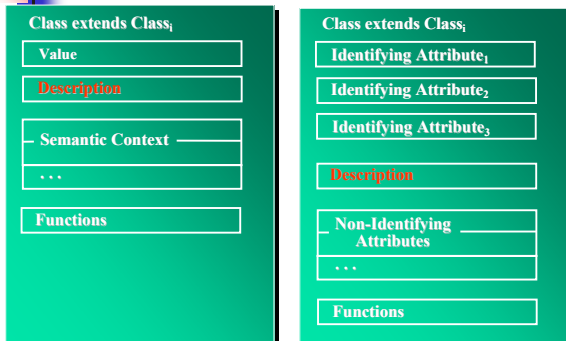 Class extends Classᵢ
Value
Description
Semantic Context
. . .
Functions
Class extends Classᵢ
Identifying Attribute₁
Identifying Attribute₂
Identifying Attribute₃
Description
Non-Identifying
Attributes
. . .
Functions